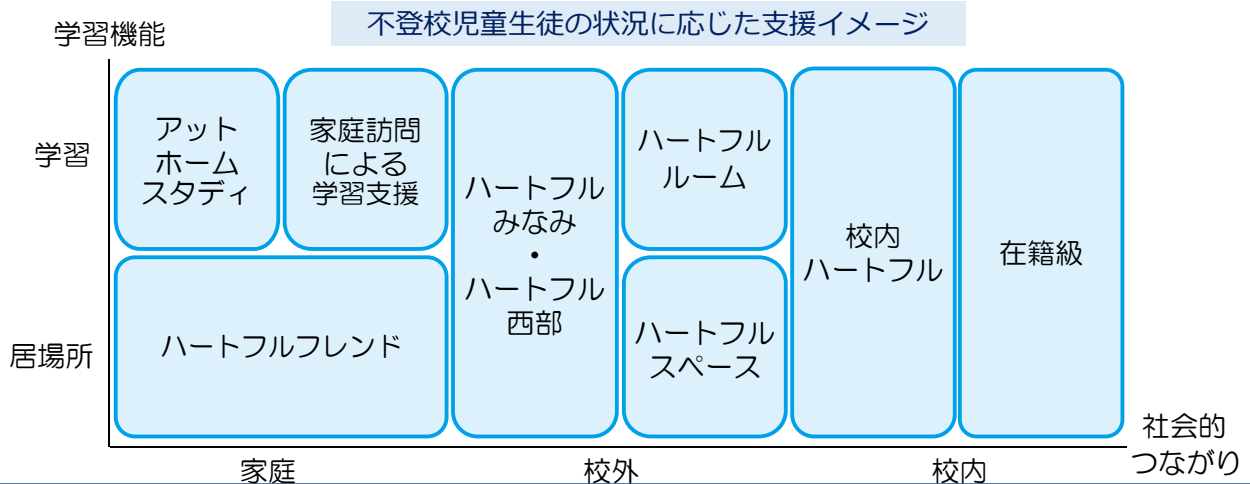 不登校児童生徒の状況に応じた支援イメージ
学習機能
学習
居場所
アット
ホーム
スタディ
家庭訪問
による
学習支援
ハートフルフレンド
ハートフル
みなみ
・
ハートフル
西部
ハートフル
ルーム
ハートフル
スペース
校内
ハートフル
在籍級
家庭
校外
校内
社会的
つながり